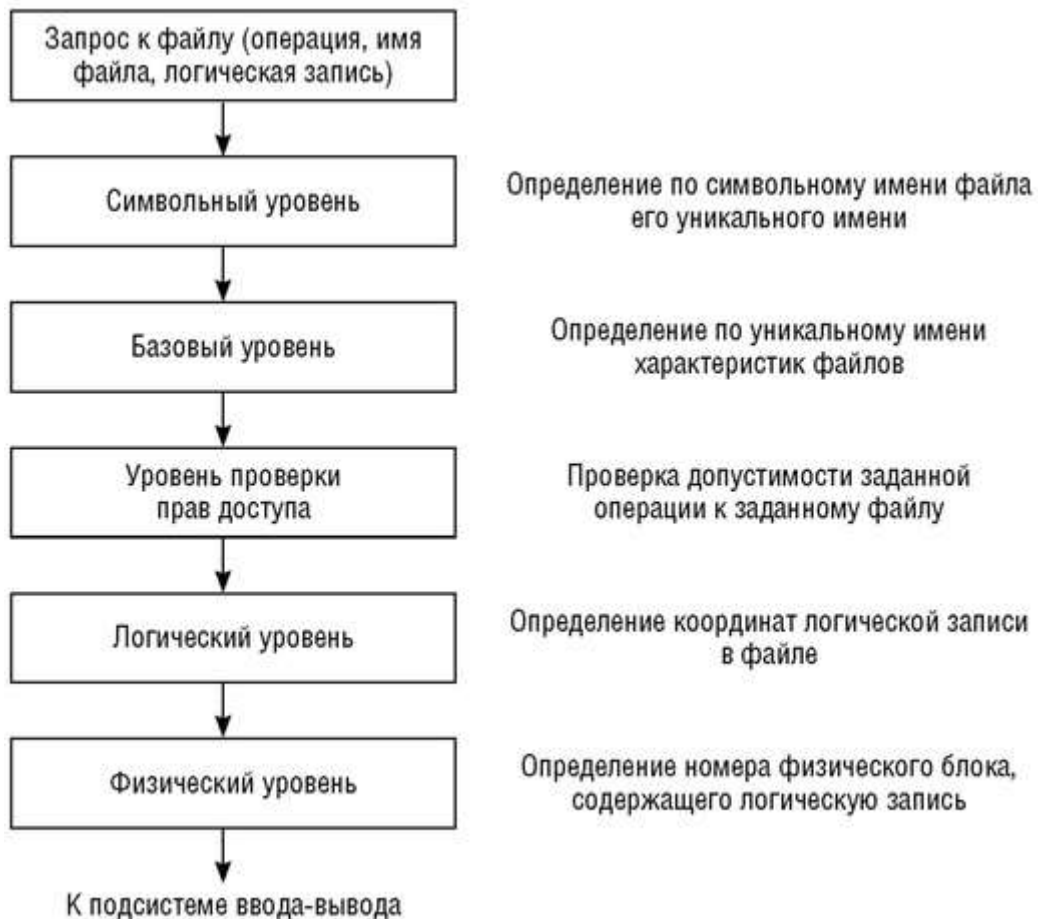 Запрос к файлу (операция, имя
файла, логическая запись)
Символьный уровень
Определение по символьному имени файла
его уникального имени
Базовый уровень
Определение по уникальному имени
характеристик файлов
Уровень проверки
прав доступа
Проверка допустимости заданной
операции к заданному файлу
Логический уровень
Определение координат логической записи
в файле
Физический уровень
Определение номера физического блока,
содержащего логическую запись
К подсистеме ввода-вывода